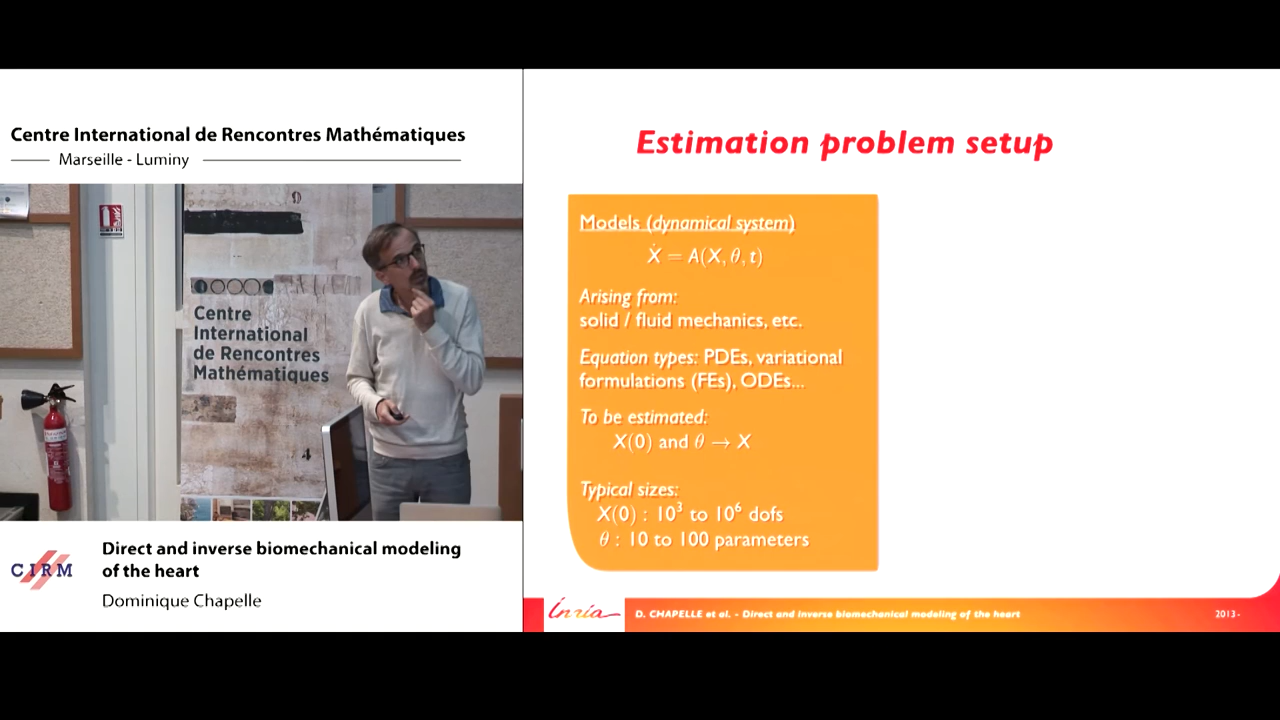 Centre International de Rencontres Mathématiques
Marseille - Luminy
Centre
International
de Rencontres
Mathématiques
CIRM
Direct and inverse biomechanical modeling
of the heart
Dominique Chapelle
Estimation problem setup
Models (dynamical system)
Ẋ = A(X, θ, t)
Arising from:
solid / fluid mechanics, etc.
Equation types: PDEs, variational
formulations (FEs), ODEs...
To be estimated:
X(0) and θ → X
Typical sizes:
X(0) : 10³ to 10⁶ dofs
θ : 10 to 100 parameters
Inria
D. CHAPELLE et al. - Direct and inverse biomechanical modeling of the heart
2013-